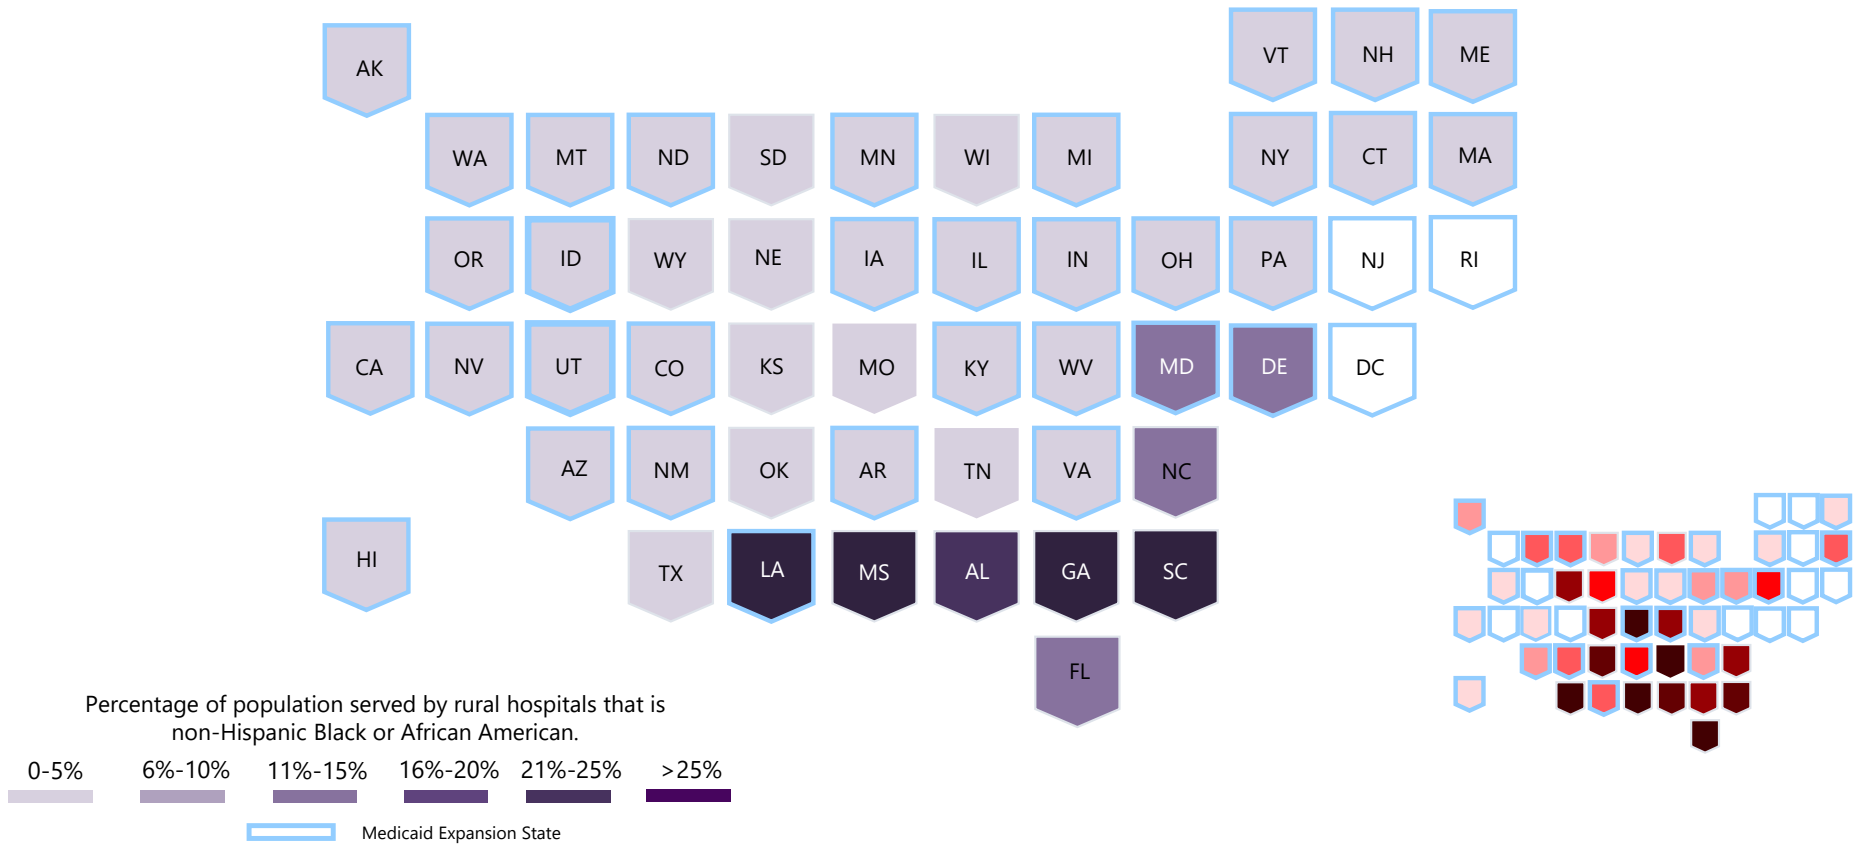 AK
VT NH ME
WA MT ND SD MN WI MI NY CT MA
OR ID WY NE IA IL IN OH PA NJ RI
CA NV UT CO KS MO KY WV MD DE DC
AZ NM OK AR TN VA NC
HI TX LA MS AL GA SC
FL
Percentage of population served by rural hospitals that is
non-Hispanic Black or African American.
0-5% 6%-10% 11%-15% 16%-20% 21%-25% >25%
Medicaid Expansion State